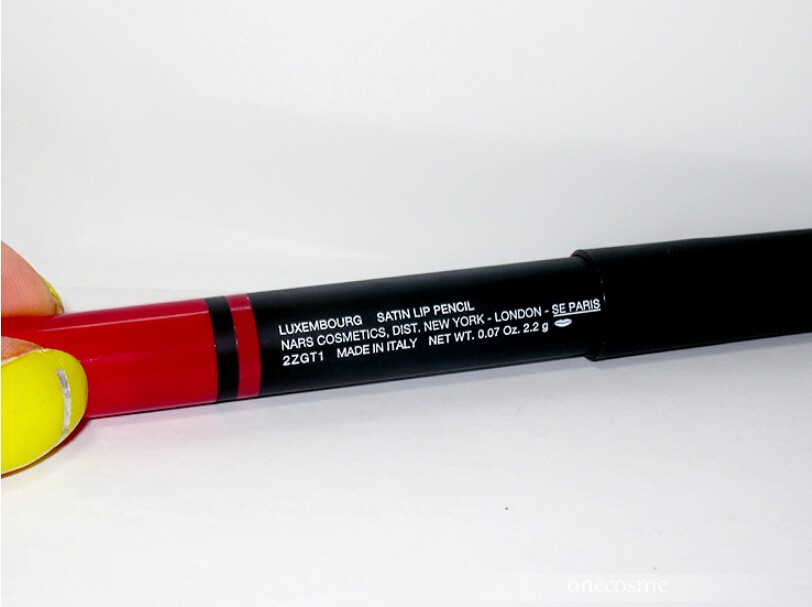 LUXEMBOURG SATIN LIP PENCIL
NARS COSMETICS, DIST. NEW YORK - LONDON - SE PARIS
2ZGT1 MADE IN ITALY NET WT. 0.07 Oz. 2.2 g
onecosme